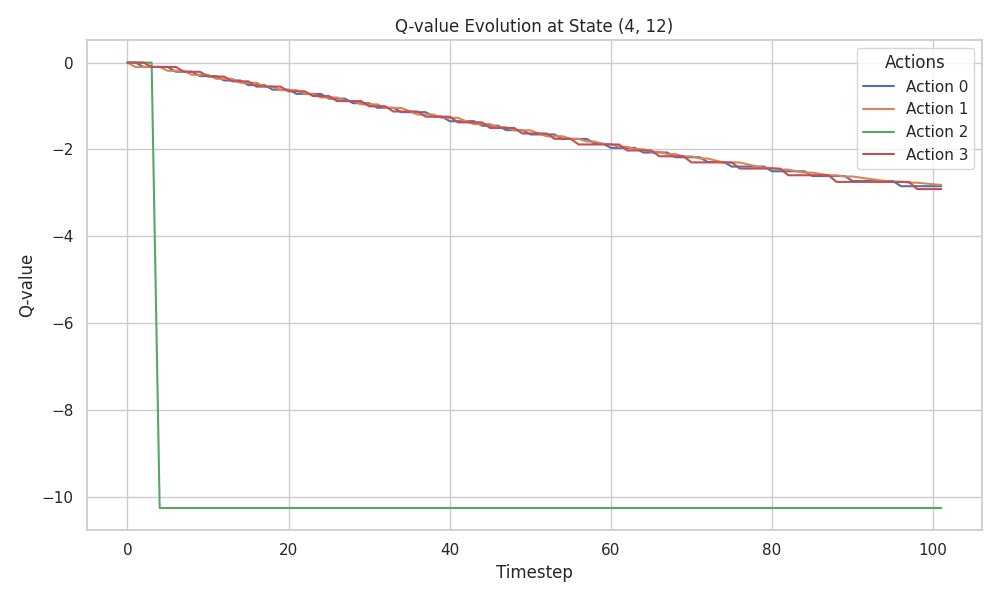 Q-value Evolution at State (4, 12)
Actions
Action 0
Action 1
Action 2
Action 3
Q-value
0
−2
−4
−6
−8
−10
0 20 40 60 80 100
Timestep